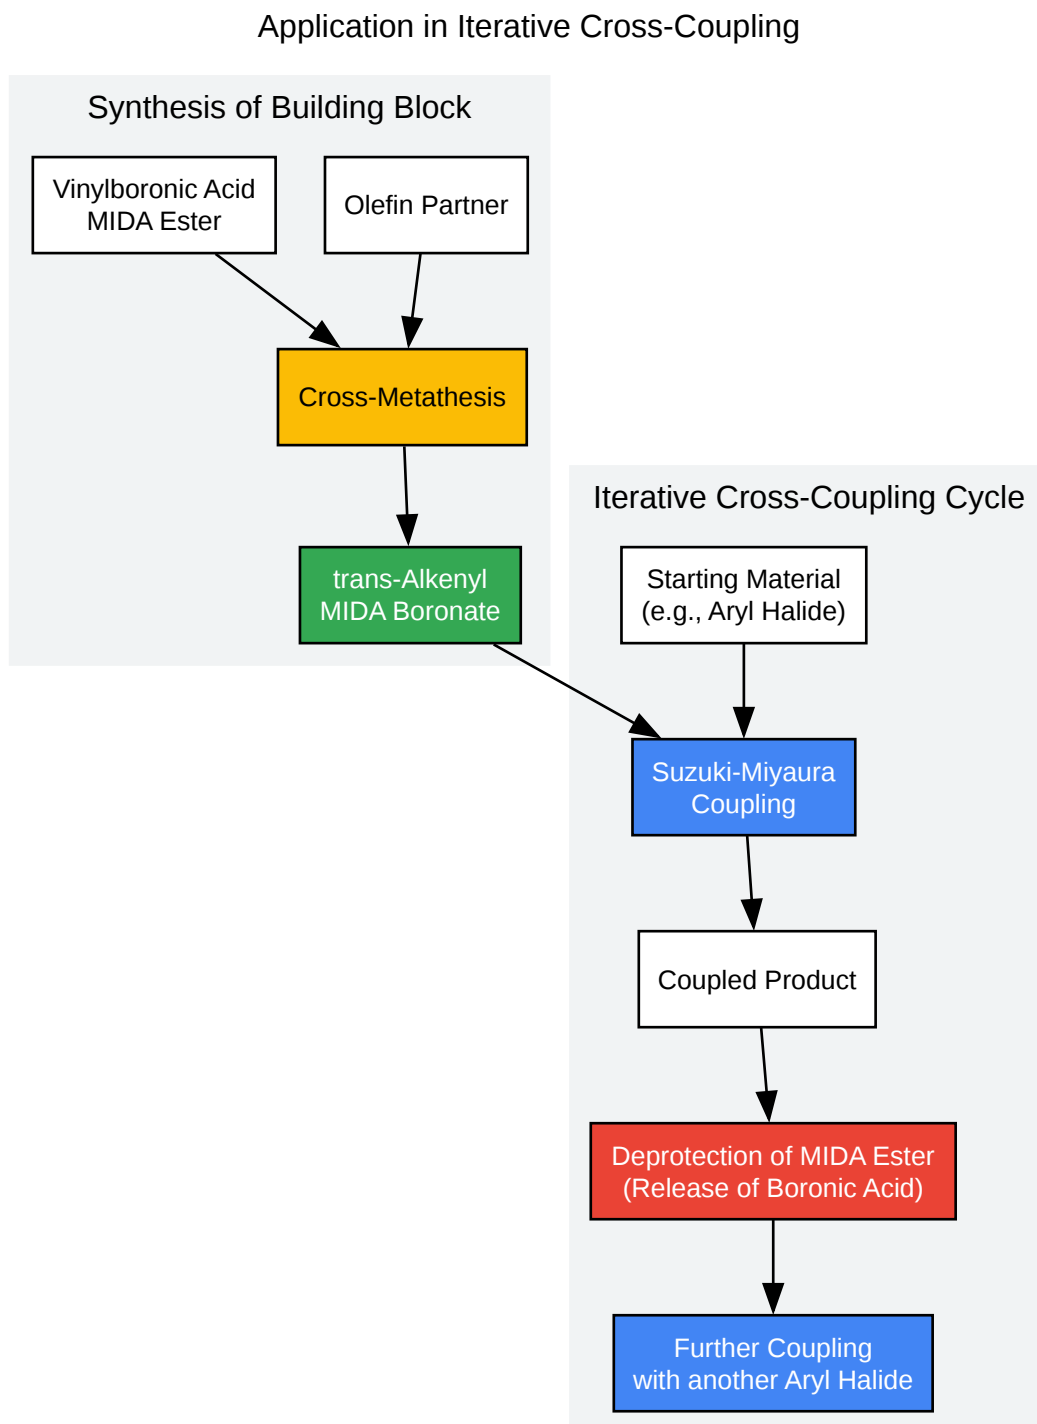 Application in Iterative Cross-Coupling
Synthesis of Building Block
Vinylboronic Acid
MIDA Ester
Olefin Partner
Cross-Metathesis
trans-Alkenyl
MIDA Boronate
Iterative Cross-Coupling Cycle
Starting Material
(e.g., Aryl Halide)
Suzuki-Miyaura
Coupling
Coupled Product
Deprotection of MIDA Ester
(Release of Boronic Acid)
Further Coupling
with another Aryl Halide